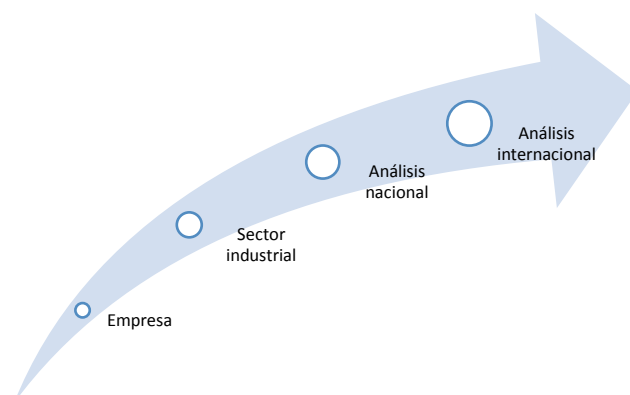 Empresa
Sector
industrial
Análisis
nacional
Análisis
internacional